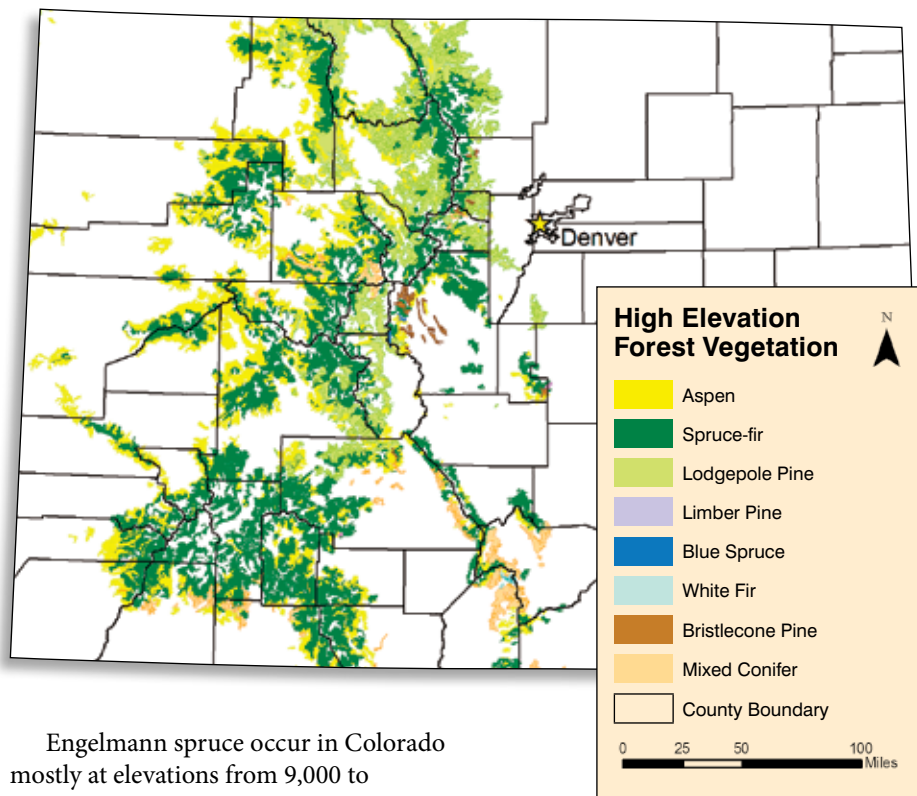 Denver
High Elevation
Forest Vegetation
N
Aspen
Spruce-fir
Lodgepole Pine
Limber Pine
Blue Spruce
White Fir
Bristlecone Pine
Mixed Conifer
County Boundary
0 25 50 100
Miles
Engelmann spruce occur in Colorado
mostly at elevations from 9,000 to